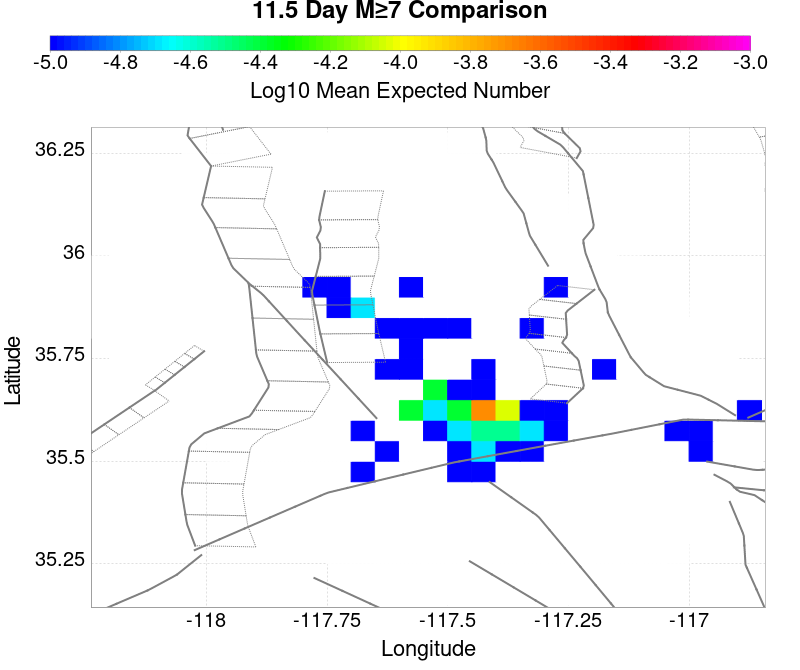 11.5 Day M≥7 Comparison
-5.0 -4.8 -4.6 -4.4 -4.2 -4.0 -3.8 -3.6 -3.4 -3.2 -3.0
Log10 Mean Expected Number
36.25
36
35.75
35.5
35.25
Latitude
-118 -117.75 -117.5 -117.25 -117
Longitude